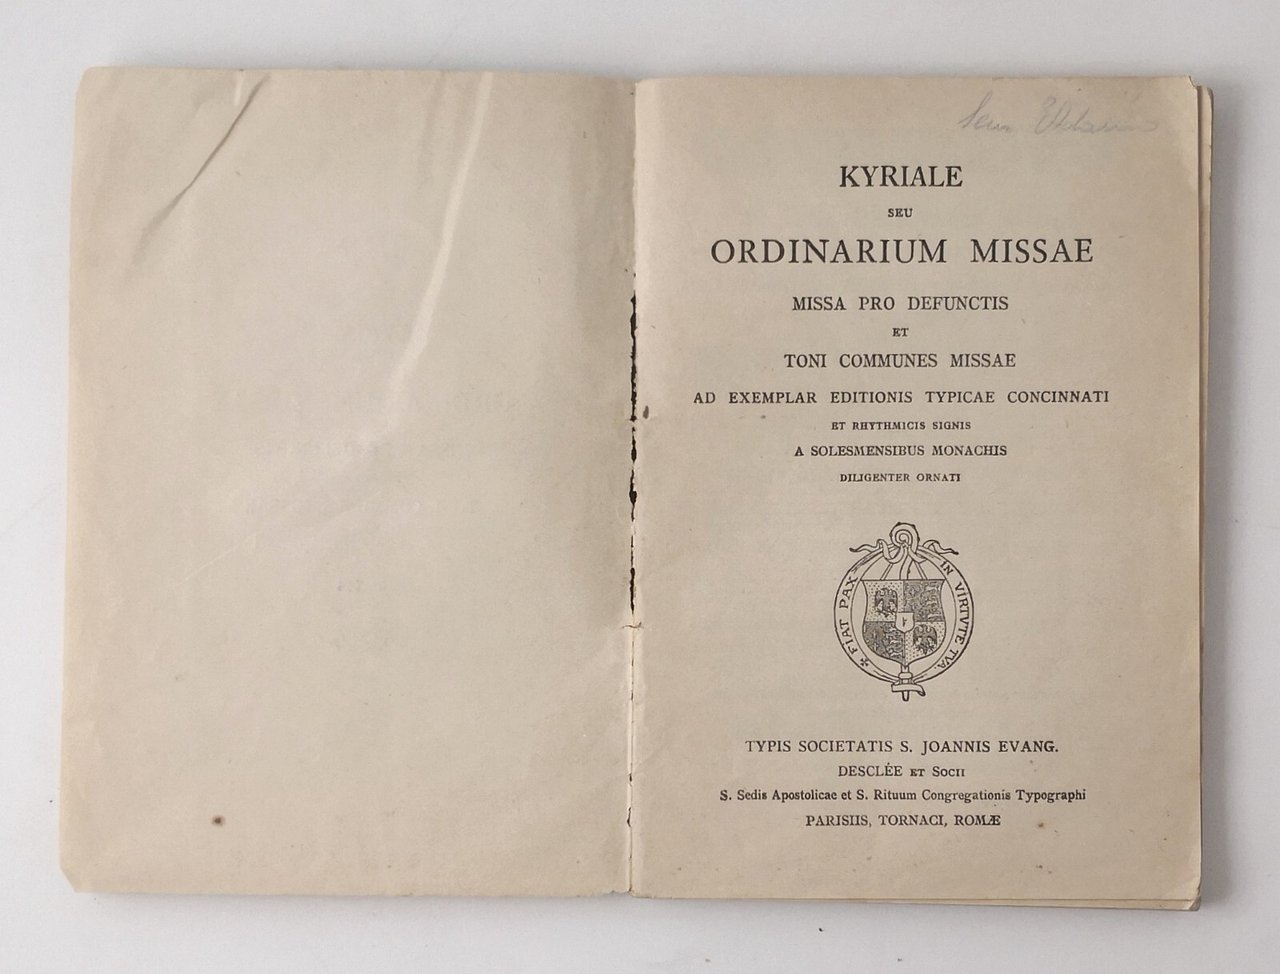 KYRIALE
SEU
ORDINARIUM MISSAE
MISSA PRO DEFUNCTIS
ET
TONI COMMUNES MISSAE
AD EXEMPLAR EDITIONIS TYPICAE CONCINNATI
ET RHYTHMICIS SIGNIS
A SOLESMENSIBUS MONACHIS
DILIGENTER ORNATI
✠ FIAT PAX IN VIRTVTE TVA.
TYPIS SOCIETATIS S. JOANNIS EVANG.
DESCLÉE ET SOCII
S. Sedis Apostolicae et S. Rituum Congregationis Typographi
PARISIIS, TORNACI, ROMÆ